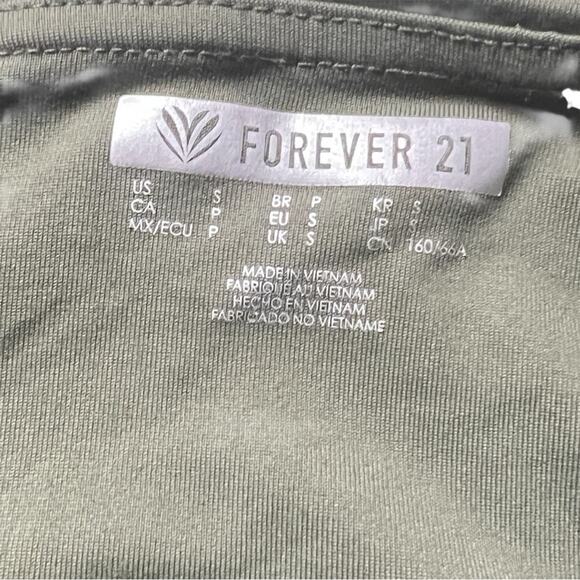 FOREVER 21
US S BR P KR S
CA P EU S JP S
MX/ECU P UK S CN 160/66A
MADE IN VIETNAM
FABRIQUÉ AU VIETNAM
HECHO EN VIETNAM
FABRICADO NO VIETNAME